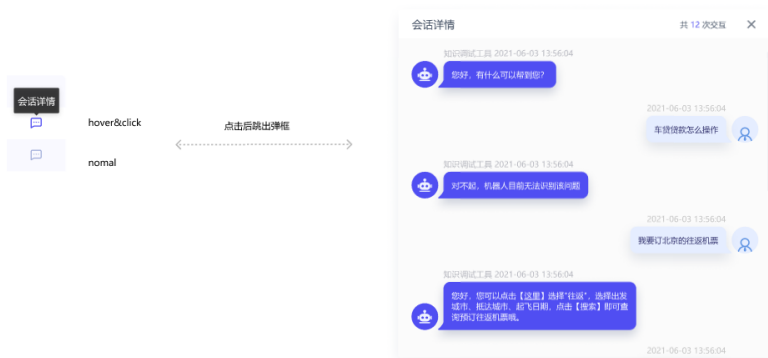 会话详情
hover&click
nomal
点击后跳出弹框
会话详情
共 12 次交互
知识调试工具 2021-06-03 13:56:04
您好，有什么可以帮到您？
2021-06-03 13:56:04
车贷贷款怎么操作
知识调试工具 2021-06-03 13:56:04
对不起，机器人目前无法识别该问题
2021-06-03 13:56:04
我要订北京的往返机票
知识调试工具 2021-06-03 13:56:04
您好，您可以点击【这里】选择"往返"，选择出发
城市，抵达城市，起飞日期，点击【搜索】即可查
询预订往返机票哦。
2021-06-03 13:56:04